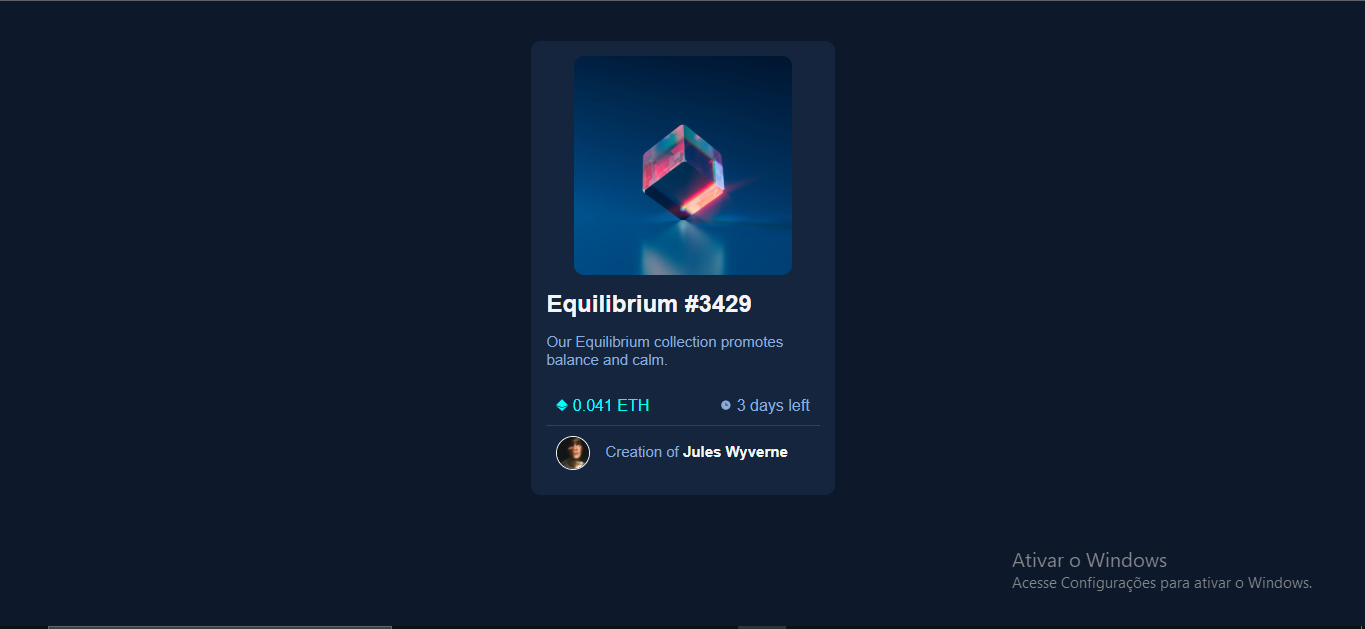 Equilibrium #3429
Our Equilibrium collection promotes
balance and calm.
0.041 ETH
3 days left
Creation of Jules Wyverne
Ativar o Windows
Acesse Configurações para ativar o Windows.